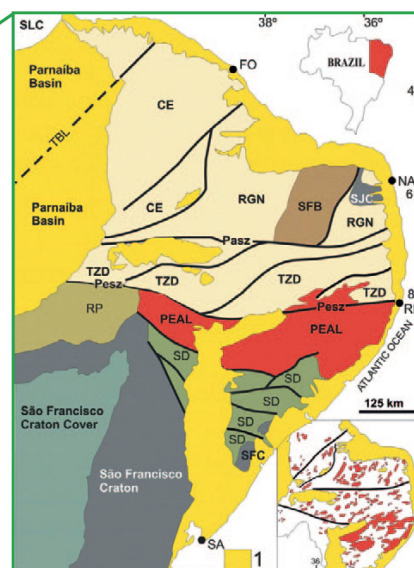 SLC
38°
36°
Parnaíba
Basin
FO
BRAZIL
4
CE
TBL
Parnaíba
Basin
NA
SJC
6
SFB
RGN
CE
RGN
Pasz
TZD
TZD
TZD
TZD
Pesz
Pesz
8
RP
PEAL
PEAL
ATLANTIC OCEAN
SD
SD
SD
SD
125 km
São Francisco
Craton Cover
São Francisco
Craton
SFC
SA
1
36